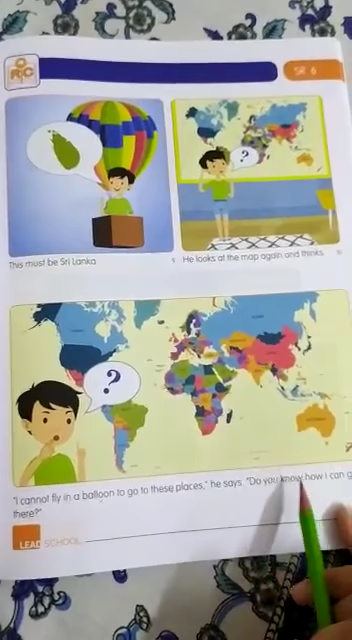 ORC
SR 6
This must be Sri Lanka
He looks at the map again and thinks.
"I cannot fly in a balloon to go to these places," he says. "Do you know how I can g
there?"
LEAD SCHOOL